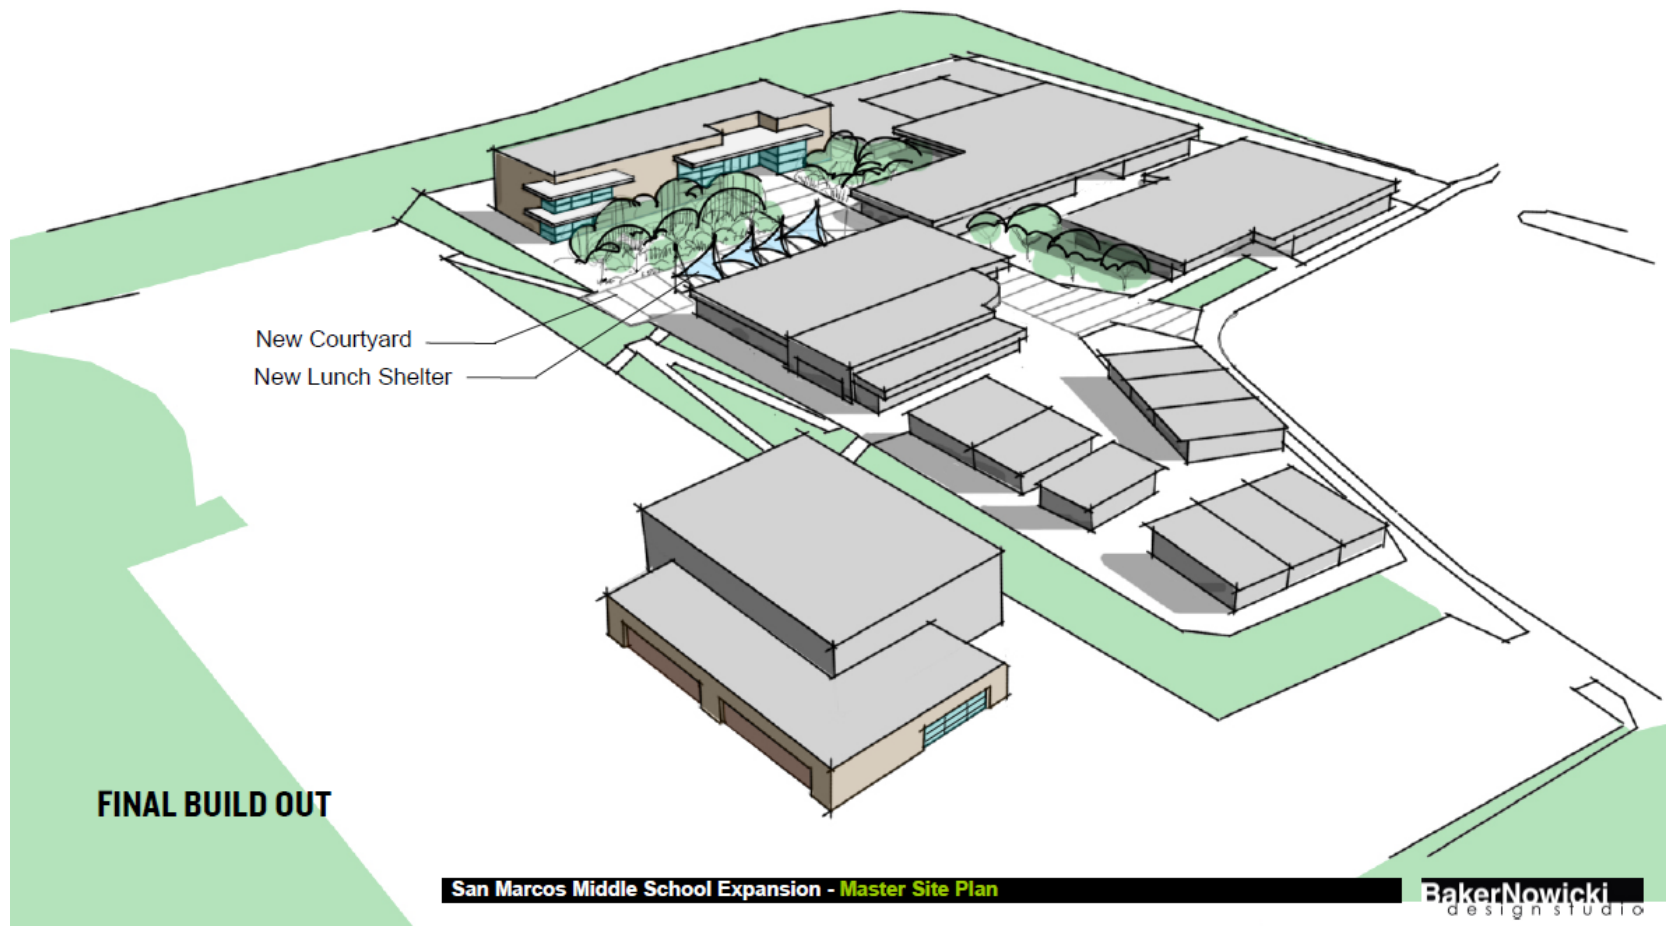 New Courtyard
New Lunch Shelter
FINAL BUILD OUT
San Marcos Middle School Expansion - Master Site Plan
BakerNowicki
design studio